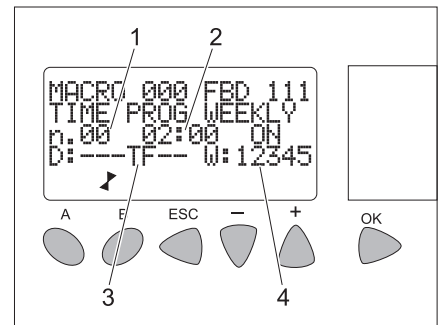 1 2
MACRO 000 FBD 111
TIME PROG WEEKLY
n.00 02:00 ON
D:---TF-- W:12345
A B ESC − + OK
3 4